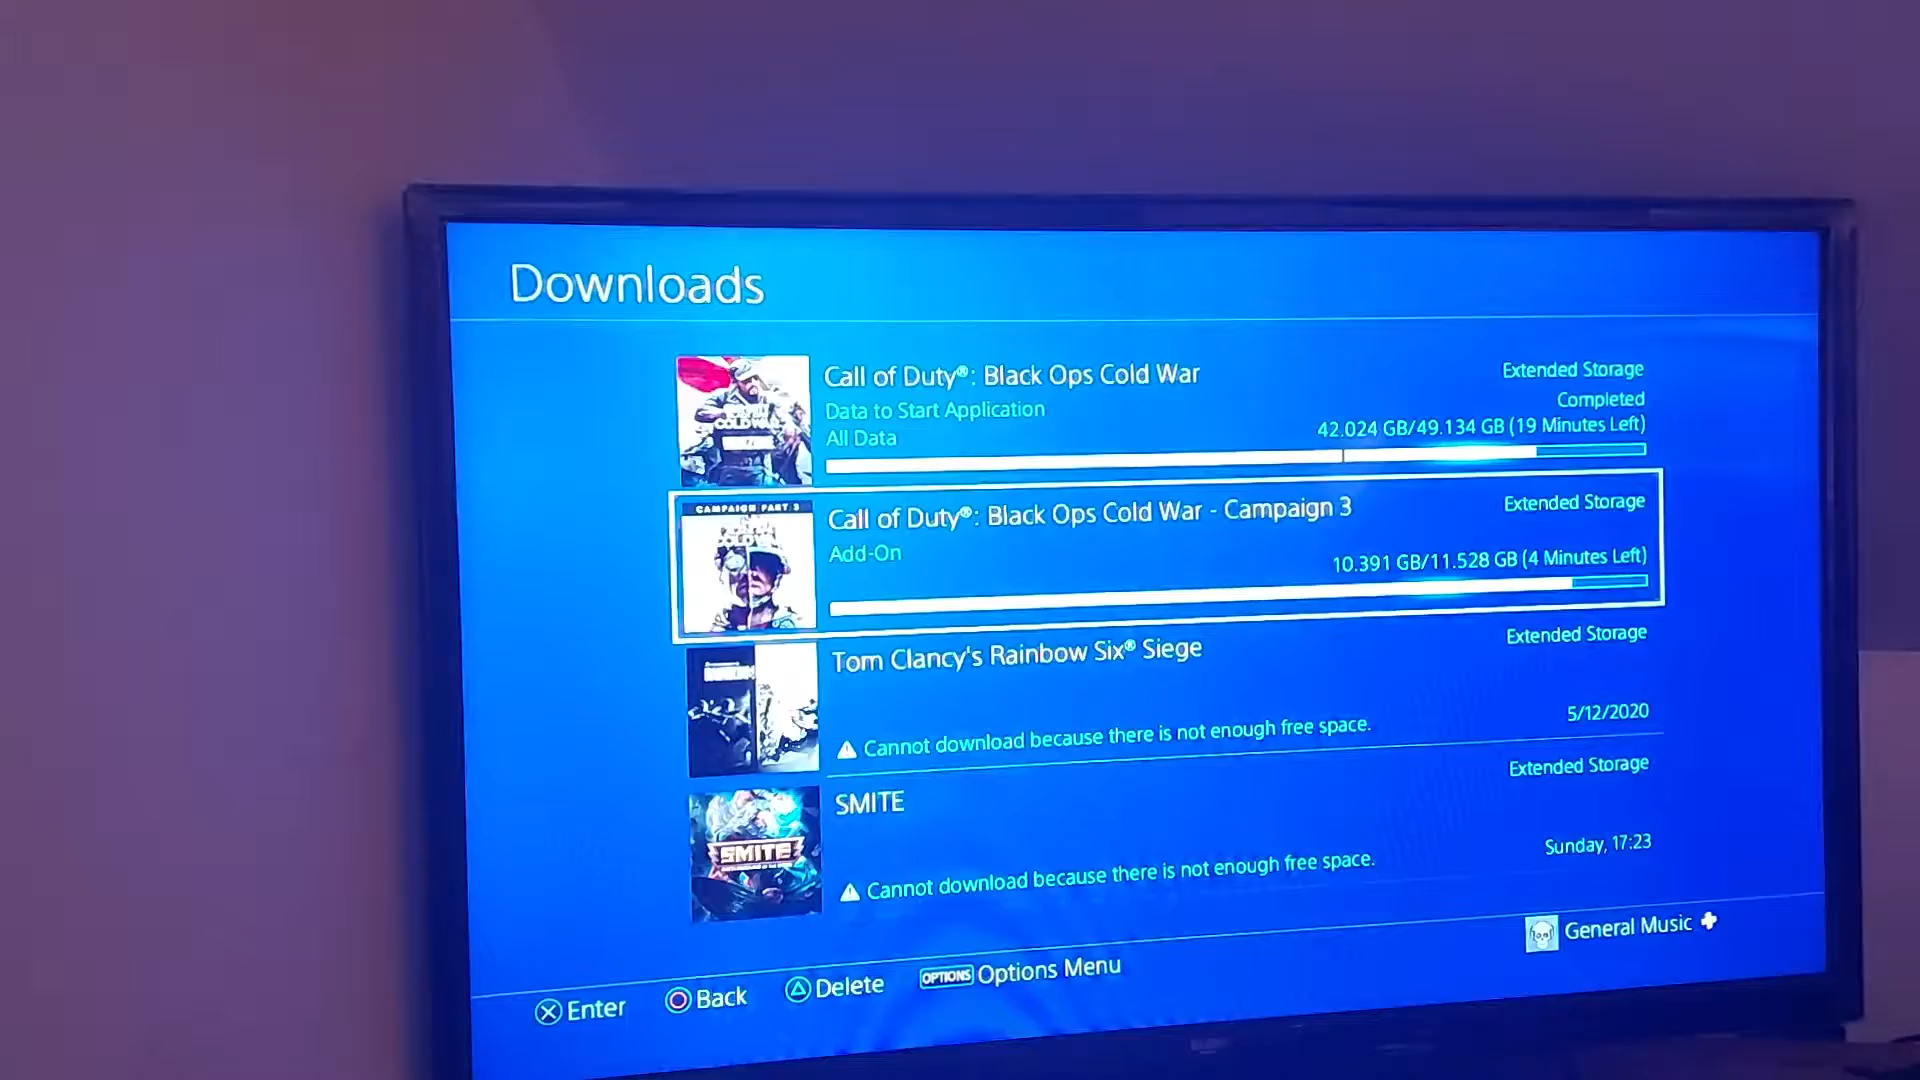 Downloads
Call of Duty®: Black Ops Cold War
Extended Storage
Data to Start Application
Completed
All Data
42.024 GB/49.134 GB (19 Minutes Left)
CAMPAIGN PART 3
Call of Duty®: Black Ops Cold War - Campaign 3
Extended Storage
Add-On
10.391 GB/11.528 GB (4 Minutes Left)
Tom Clancy's Rainbow Six® Siege
Extended Storage
Cannot download because there is not enough free space.
5/12/2020
SMITE
Extended Storage
SMITE
Cannot download because there is not enough free space.
Sunday, 17:23
General Music
Enter
Back
Delete
OPTIONS Options Menu